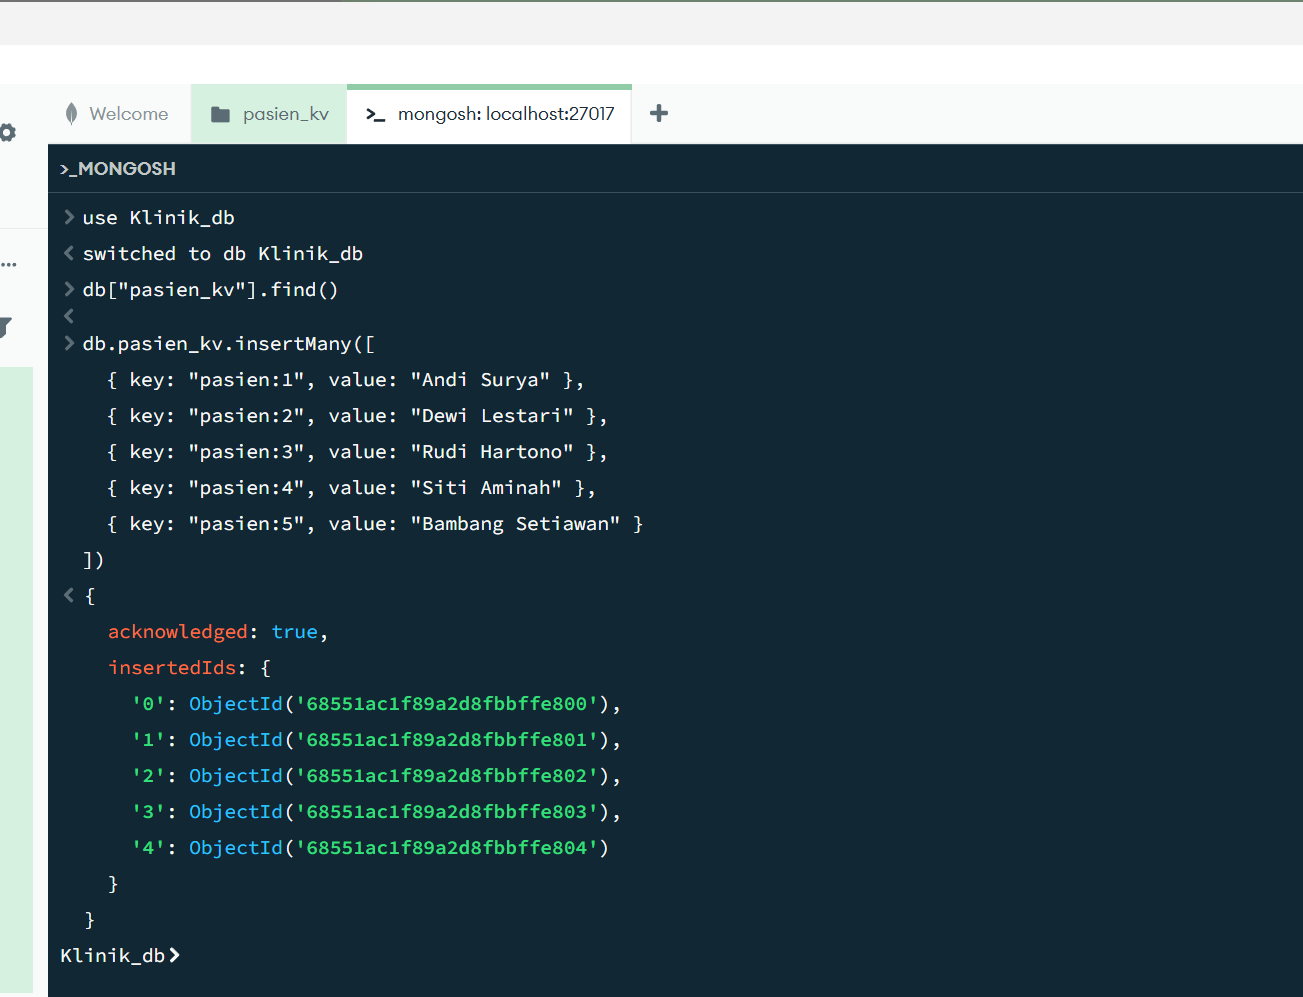 Welcome
pasien_kv
>_ mongosh: localhost:27017
+
>_MONGOSH
> use Klinik_db
< switched to db Klinik_db
> db["pasien_kv"].find()
<
> db.pasien_kv.insertMany([
{ key: "pasien:1", value: "Andi Surya" },
{ key: "pasien:2", value: "Dewi Lestari" },
{ key: "pasien:3", value: "Rudi Hartono" },
{ key: "pasien:4", value: "Siti Aminah" },
{ key: "pasien:5", value: "Bambang Setiawan" }
])
< {
acknowledged: true,
insertedIds: {
'0': ObjectId('68551ac1f89a2d8fbbffe800'),
'1': ObjectId('68551ac1f89a2d8fbbffe801'),
'2': ObjectId('68551ac1f89a2d8fbbffe802'),
'3': ObjectId('68551ac1f89a2d8fbbffe803'),
'4': ObjectId('68551ac1f89a2d8fbbffe804')
}
}
Klinik_db>